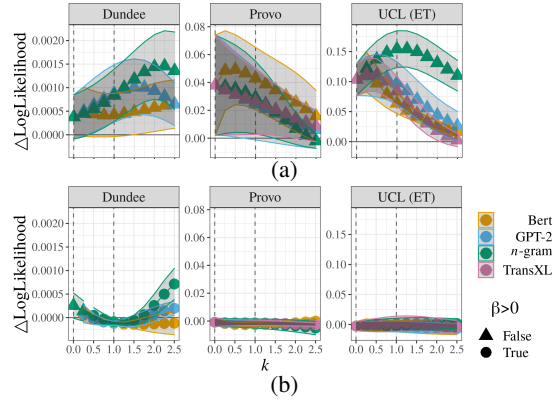 Dundee Provo UCL (ET)
ΔLogLikelihood
0.0020
0.0015
0.0010
0.0005
0.0000
0.08
0.04
0.00
0.15
0.10
0.05
0.00
(a)
Dundee Provo UCL (ET)
ΔLogLikelihood
0.0020
0.0015
0.0010
0.0005
0.0000
0.08
0.06
0.04
0.02
0.00
0.15
0.10
0.05
0.00
0.0 0.5 1.0 1.5 2.0 2.5 0.0 0.5 1.0 1.5 2.0 2.5 0.0 0.5 1.0 1.5 2.0 2.5
k
(b)
Bert
GPT-2
n-gram
TransXL
β>0
False
True